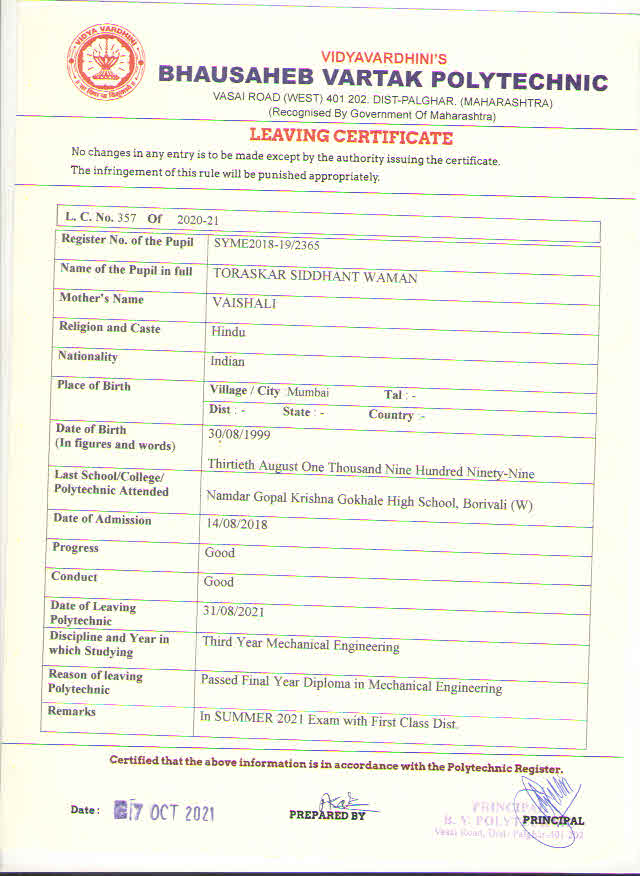 VIDYA VARDHINI
VIDYAVARDHINI'S
BHAUSAHEB VARTAK POLYTECHNIC
VASAI ROAD (WEST) 401 202. DIST-PALGHAR. (MAHARASHTRA)
(Recognised By Government Of Maharashtra)
LEAVING CERTIFICATE
No changes in any entry is to be made except by the authority issuing the certificate.
The infringement of this rule will be punished appropriately.
L. C. No. 357 Of 2020-21
Register No. of the Pupil SYME2018-19/2365
Name of the Pupil in full TORASKAR SIDDHANT WAMAN
Mother's Name VAISHALI
Religion and Caste Hindu
Nationality Indian
Place of Birth Village / City :Mumbai Tal : -
Dist : - State : - Country :-
Date of Birth 30/08/1999
(In figures and words)
Thirtieth August One Thousand Nine Hundred Ninety-Nine
Last School/College/
Polytechnic Attended Namdar Gopal Krishna Gokhale High School, Borivali (W)
Date of Admission 14/08/2018
Progress Good
Conduct Good
Date of Leaving 31/08/2021
Polytechnic
Discipline and Year in Third Year Mechanical Engineering
which Studying
Reason of leaving Passed Final Year Diploma in Mechanical Engineering
Polytechnic
Remarks In SUMMER 2021 Exam with First Class Dist.
Certified that the above information is in accordance with the Polytechnic Register.
Date : 7 OCT 2021
PREPARED BY
PRINCIPAL
B. V. POLYT
PRINCIPAL
Vasai Road, Dist- Palghar-401 202